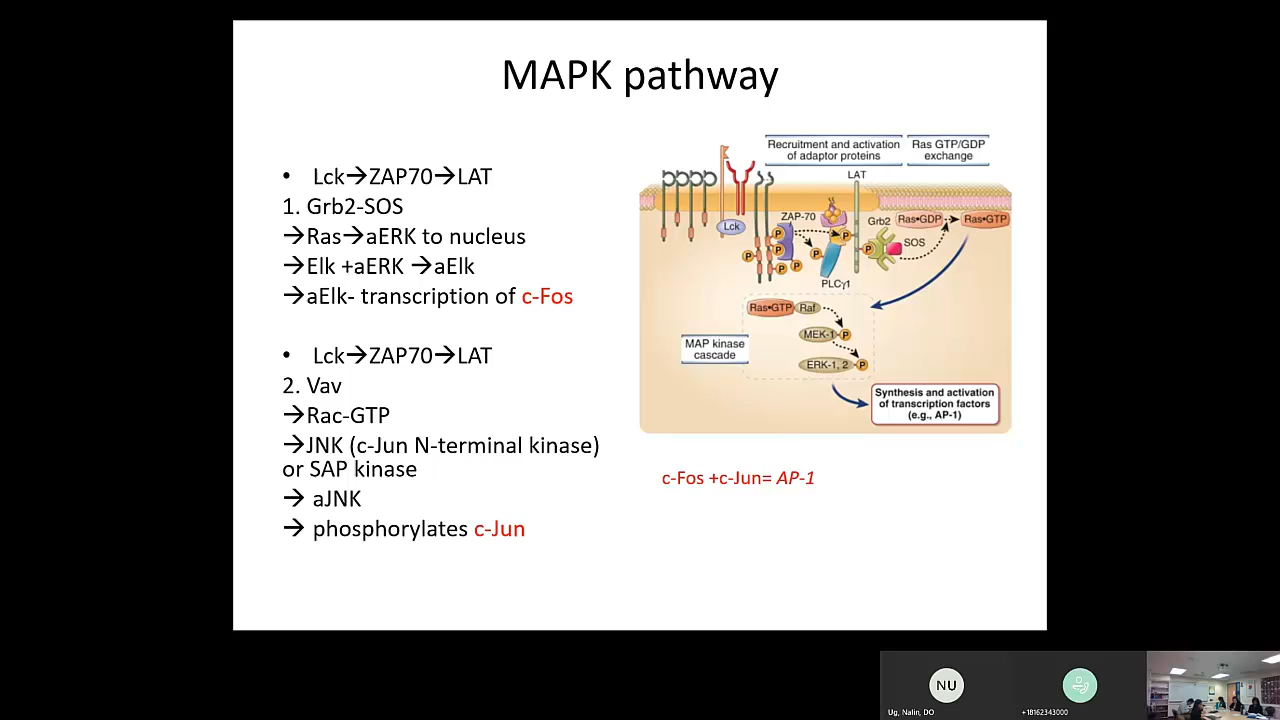 MAPK pathway
• Lck→ZAP70→LAT
1. Grb2-SOS
→Ras→aERK to nucleus
→Elk +aERK →aElk
→aElk- transcription of c-Fos
• Lck→ZAP70→LAT
2. Vav
→Rac-GTP
→JNK (c-Jun N-terminal kinase)
or SAP kinase
→ aJNK
→ phosphorylates c-Jun
Recruitment and activation
of adaptor proteins
Ras GTP/GDP
exchange
LAT
ZAP-70
Grb2
Ras•GDP
Ras•GTP
Lck
P
P
P
P
P
P
P
P
P
SOS
PLCγ1
Ras•GTP
Raf
MEK-1
P
MAP kinase
cascade
ERK-1, 2
P
Synthesis and activation
of transcription factors
(e.g., AP-1)
c-Fos +c-Jun= AP-1
NU
Ug, Nalin, DO
+18162343000